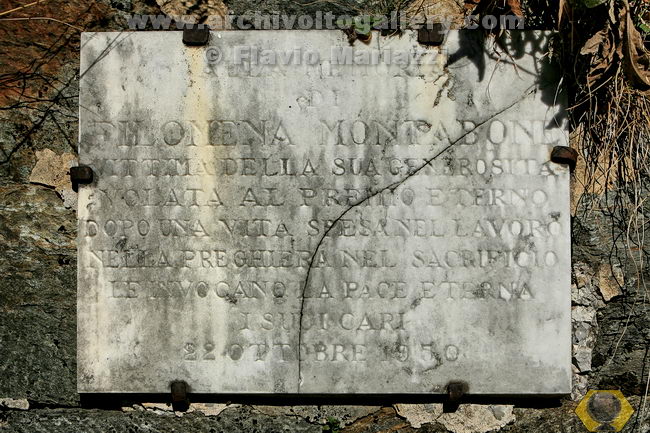 www.archivoltogallery.com
© Flavio Mariazzi
DI
FILOMENA MONTABONE
VITTIMA DELLA SUA GENEROSITÀ
VOLATA AL PREMIO ETERNO
DOPO UNA VITA SPESA NEL LAVORO
NELLA PREGHIERA NEL SACRIFICIO
LE INVOCANO LA PACE ETERNA
I SUOI CARI
22 OTTOBRE 1950